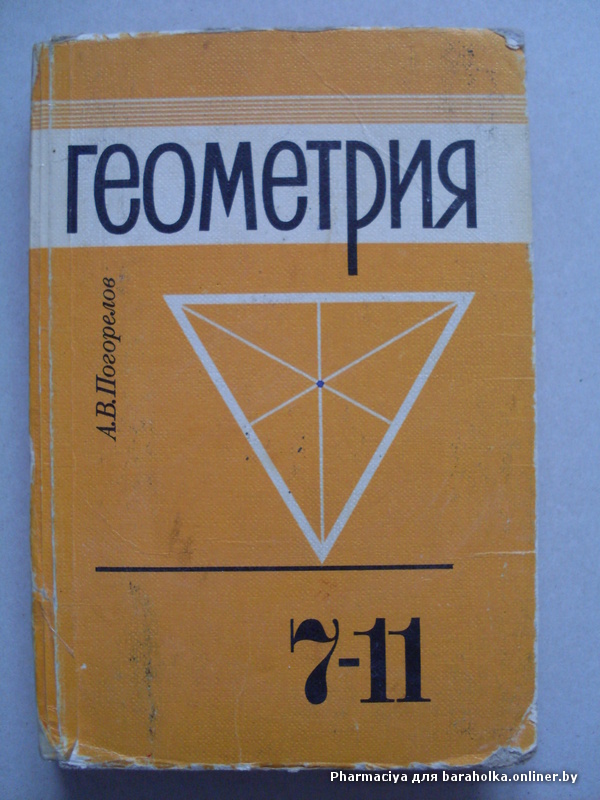 Геометрия
А.В.Погорелов
7-11
Pharmaciya для baraholka.onliner.by